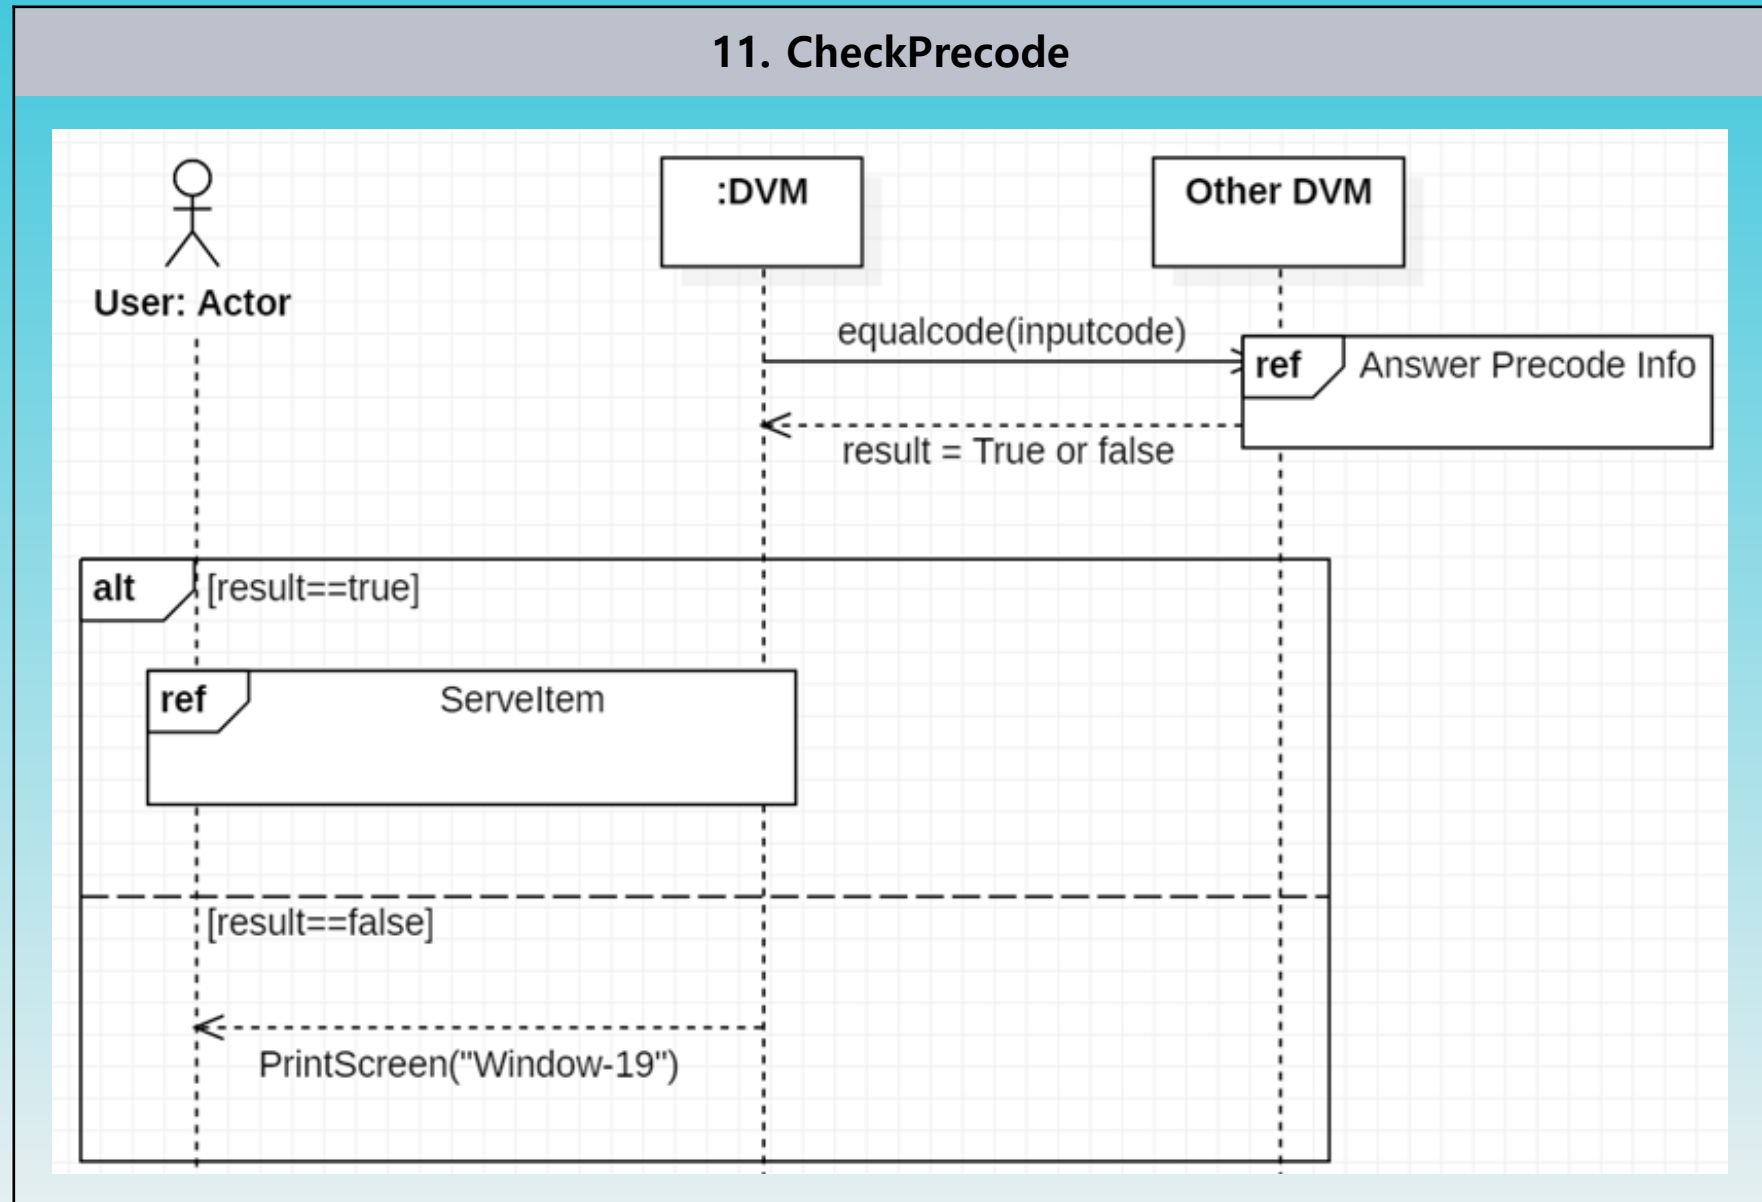 11. CheckPrecode
:DVM
Other DVM
User: Actor
equalcode(inputcode)
ref
Answer Precode Info
result = True or false
alt
[result==true]
ref
ServeItem
[result==false]
PrintScreen("Window-19")